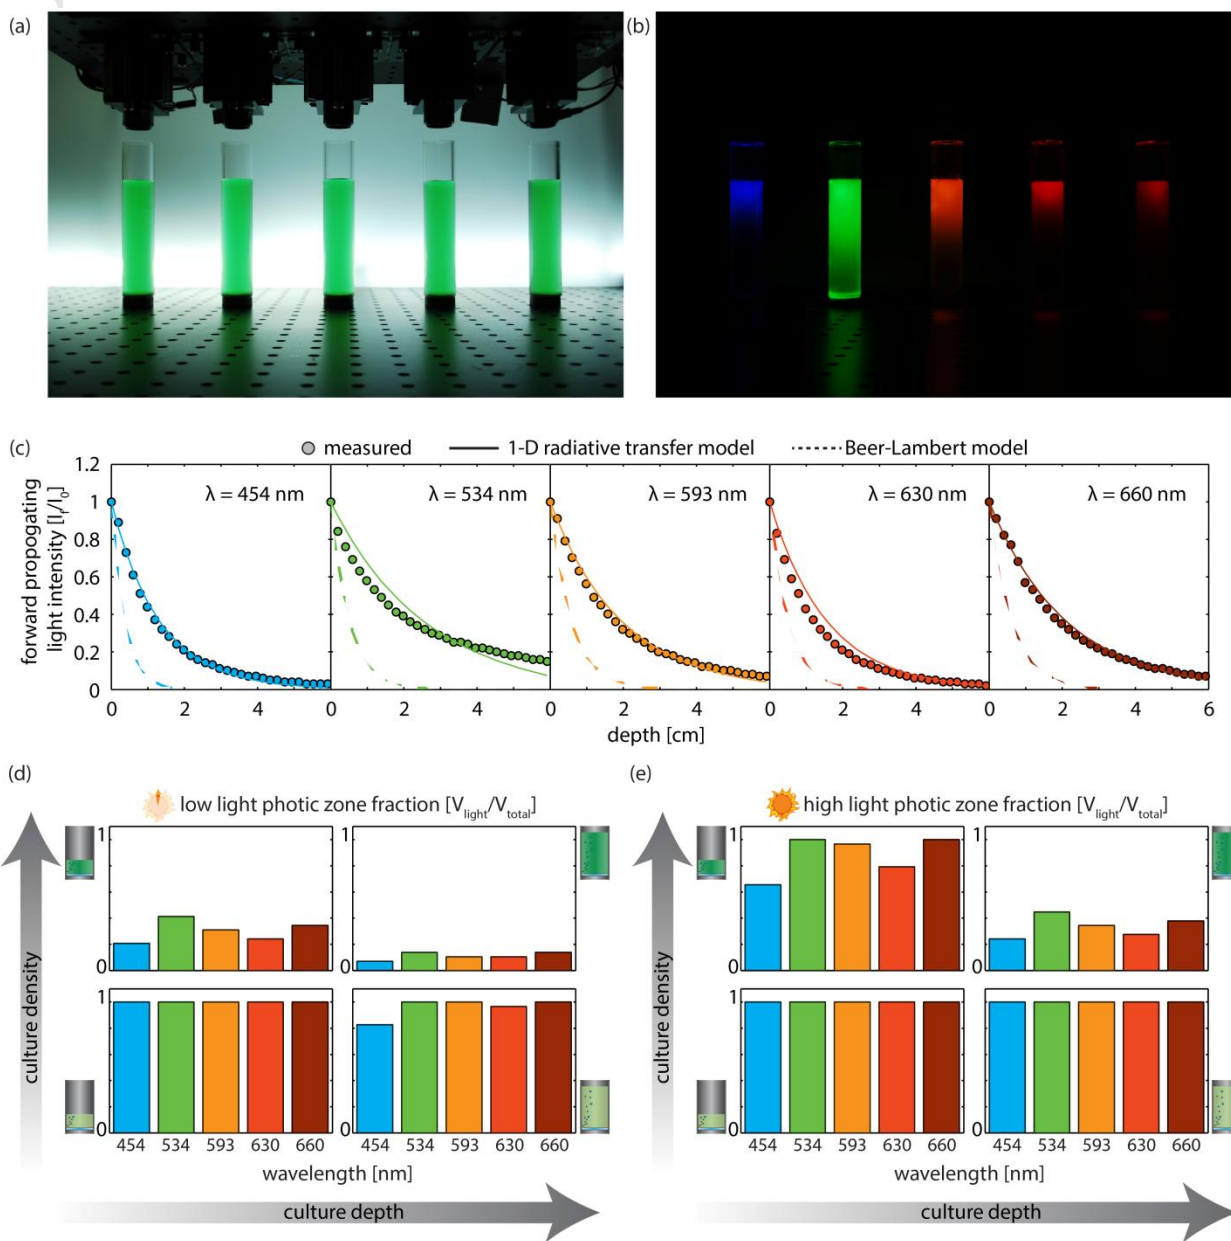 (a)
(b)
(c)
measured
1-D radiative transfer model
Beer-Lambert model
forward propogating
light intensity [I_f/I_0]
1.2
1
0.8
0.6
0.4
0.2
0
λ = 454 nm
λ = 534 nm
λ = 593 nm
λ = 630 nm
λ = 660 nm
0 2 4 0 2 4 0 2 4 0 2 4 0 2 4 6
depth [cm]
(d)
low light photic zone fraction [V_light/V_total]
culture density
1
0
1
0
1
0
1
0
454 534 593 630 660
454 534 593 630 660
wavelength [nm]
culture depth
(e)
high light photic zone fraction [V_light/V_total]
culture density
1
0
1
0
1
0
1
0
454 534 593 630 660
454 534 593 630 660
wavelength [nm]
culture depth